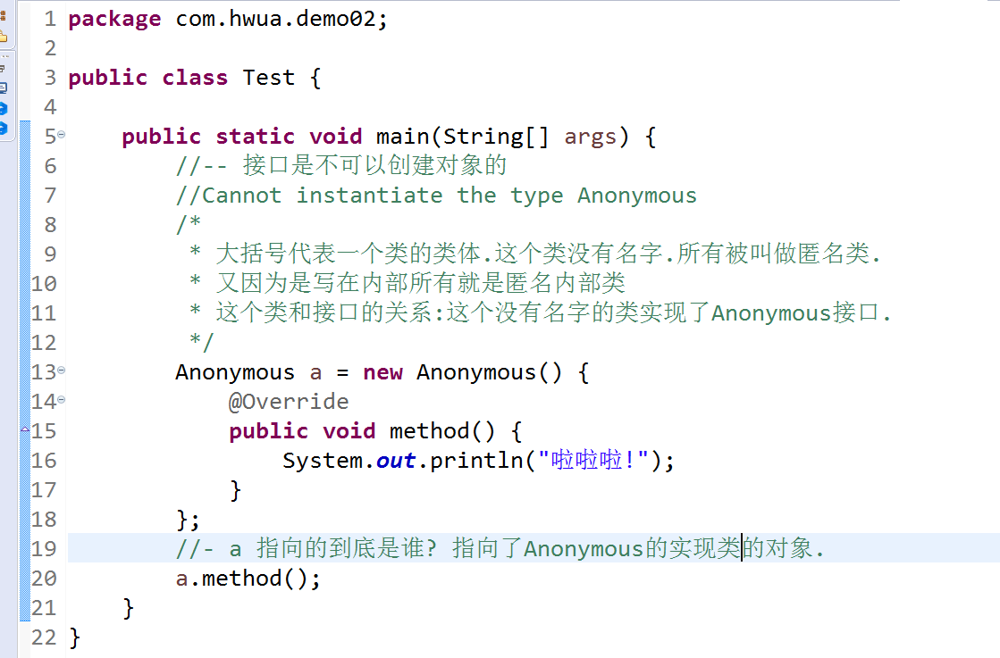 1 package com.hwua.demo02;
2
3 public class Test {
4
5 public static void main(String[] args) {
6 //-- 接口是不可以创建对象的
7 //Cannot instantiate the type Anonymous
8 /*
9 * 大括号代表一个类的类体.这个类没有名字.所有被叫做匿名类.
10 * 又因为是写在内部所有就是匿名内部类
11 * 这个类和接口的关系:这个没有名字的类实现了Anonymous接口.
12 */
13 Anonymous a = new Anonymous() {
14 @Override
15 public void method() {
16 System.out.println("啦啦啦!");
17 }
18 };
19 //- a 指向的到底是谁? 指向了Anonymous的实现类的对象.
20 a.method();
21 }
22 }